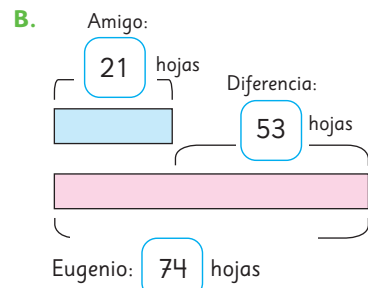 B.
Amigo:
21 hojas
Diferencia:
53 hojas
Eugenio: 74 hojas